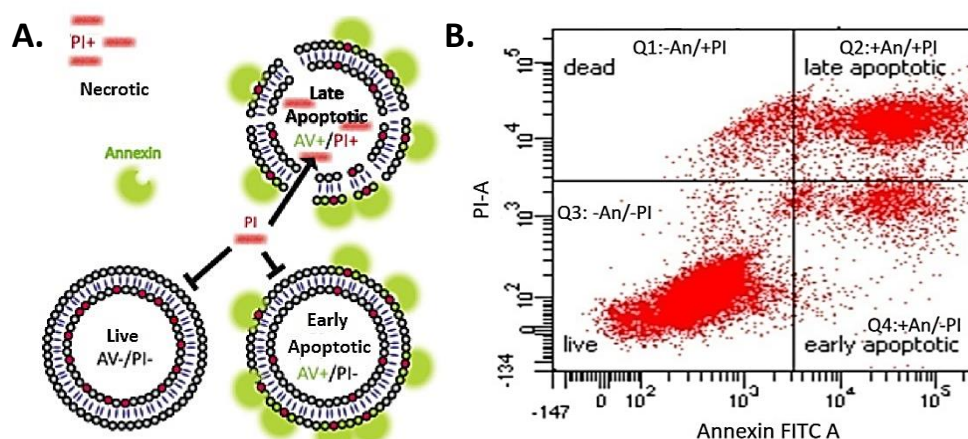 A.
PI+
Necrotic
Annexin
Late
Apoptotic
AV+/PI+
PI
Live
AV-/PI-
Early
Apoptotic
AV+/PI-
B.
Q1:-An/+PI
dead
Q2:+An/+PI
late apoptotic
Q3: -An/-PI
live
Q4:+An/-PI
early apoptotic
PI-A
10^5
10^4
10^3
10^2
0
-134
-147
0 10^2 10^3 10^4 10^5
Annexin FITC A